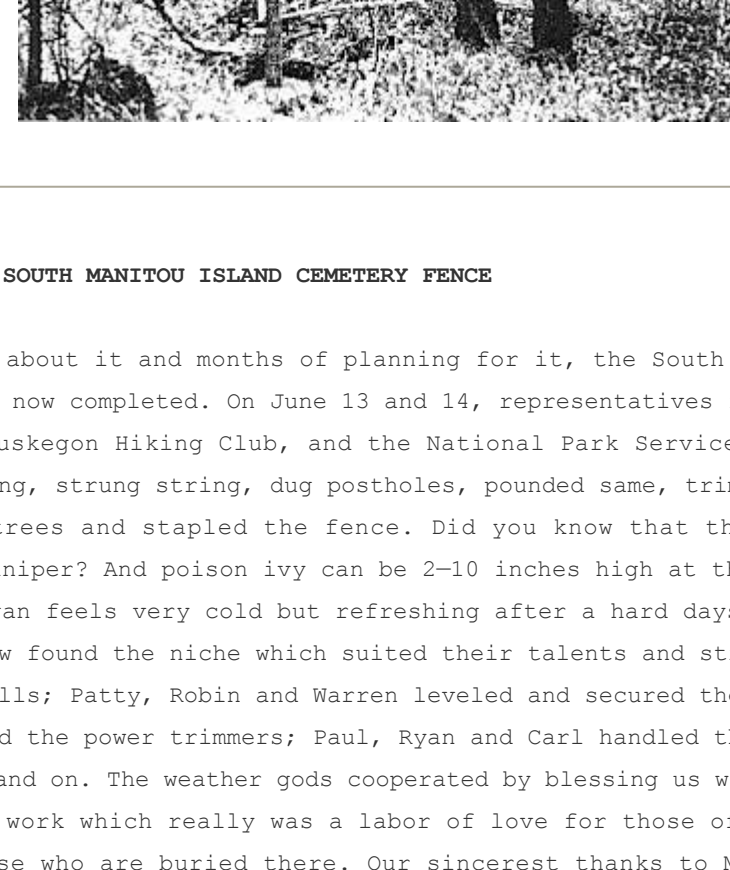 SOUTH MANITOU ISLAND CEMETERY FENCE
about it and months of planning for it, the South
now completed. On June 13 and 14, representatives
uskegon Hiking Club, and the National Park Service
ng, strung string, dug postholes, pounded same, trim
trees and stapled the fence. Did you know that th
niper? And poison ivy can be 2—10 inches high at th
an feels very cold but refreshing after a hard days
w found the niche which suited their talents and sti
lls; Patty, Robin and Warren leveled and secured the
d the power trimmers; Paul, Ryan and Carl handled th
and on. The weather gods cooperated by blessing us w
work which really was a labor of love for those of
se who are buried there. Our sincerest thanks to M